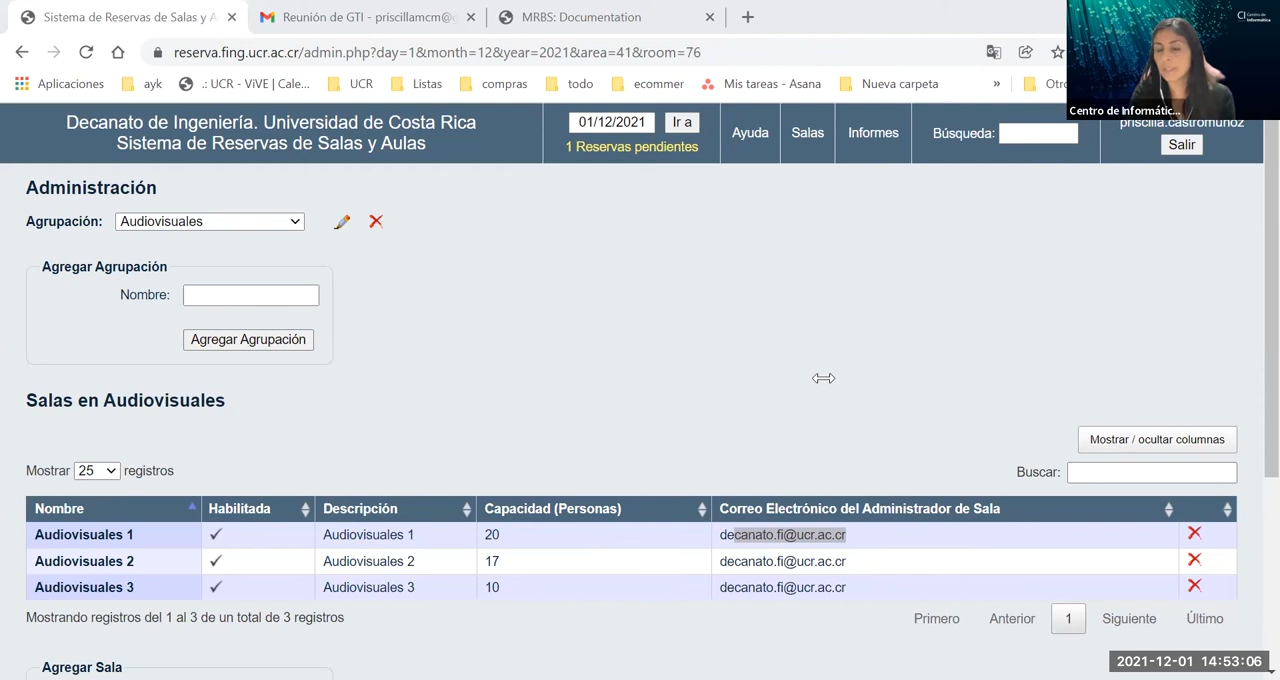 Sistema de Reservas de Salas y A
Reunión de GTI - priscillamcm@g
MRBS: Documentation
reserva.fing.ucr.ac.cr/admin.php?day=1&month=12&year=2021&area=41&room=76
Aplicaciones ayk .: UCR - ViVE | Cale... UCR Listas compras todo ecommer Mis tareas - Asana Nueva carpeta » Otro
CI Centro de Informática
Centro de Informátic...
Decanato de Ingeniería. Universidad de Costa Rica
Sistema de Reservas de Salas y Aulas
01/12/2021 Ir a
1 Reservas pendientes
Ayuda Salas Informes Búsqueda:
priscilla.castromunoz
Salir
Administración
Agrupación: Audiovisuales
Agregar Agrupación
Nombre:
Agregar Agrupación
Salas en Audiovisuales
Mostrar / ocultar columnas
Mostrar 25 registros Buscar:
Nombre Habilitada Descripción Capacidad (Personas) Correo Electrónico del Administrador de Sala
Audiovisuales 1 ✓ Audiovisuales 1 20 decanato.fi@ucr.ac.cr
Audiovisuales 2 ✓ Audiovisuales 2 17 decanato.fi@ucr.ac.cr
Audiovisuales 3 ✓ Audiovisuales 3 10 decanato.fi@ucr.ac.cr
Mostrando registros del 1 al 3 de un total de 3 registros Primero Anterior 1 Siguiente Último
Agregar Sala
2021-12-01 14:53:06